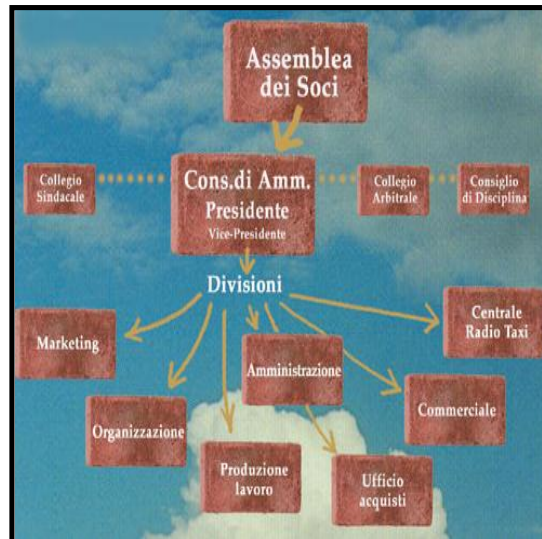 Assemblea
dei Soci
Collegio
Sindacale
Cons.di Amm.
Presidente
Vice-Presidente
Collegio
Arbitrale
Consiglio
di Disciplina
Divisioni
Marketing
Centrale
Radio Taxi
Amministrazione
Organizzazione
Commerciale
Produzione
lavoro
Ufficio
acquisti